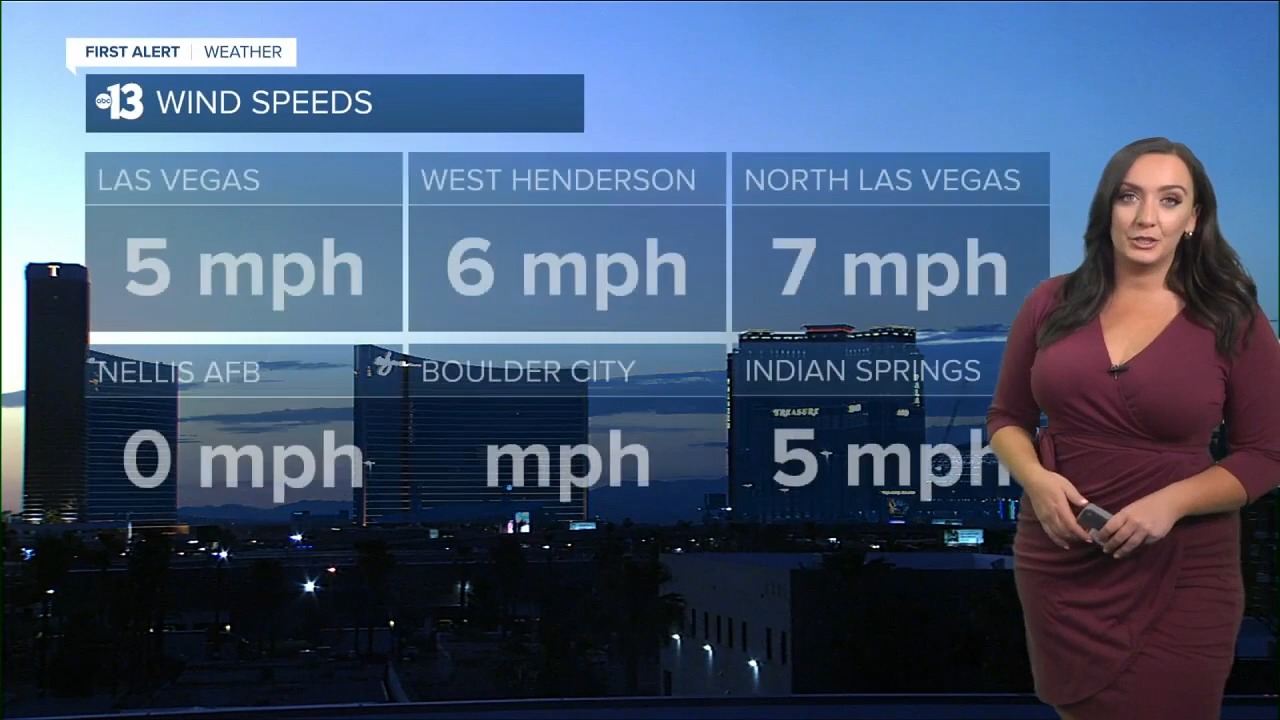 FIRST ALERT | WEATHER
abc 13 WIND SPEEDS
LAS VEGAS
5 mph
WEST HENDERSON
6 mph
NORTH LAS VEGAS
7 mph
NELLIS AFB
0 mph
BOULDER CITY
mph
INDIAN SPRINGS
5 mph
T
TREASURE